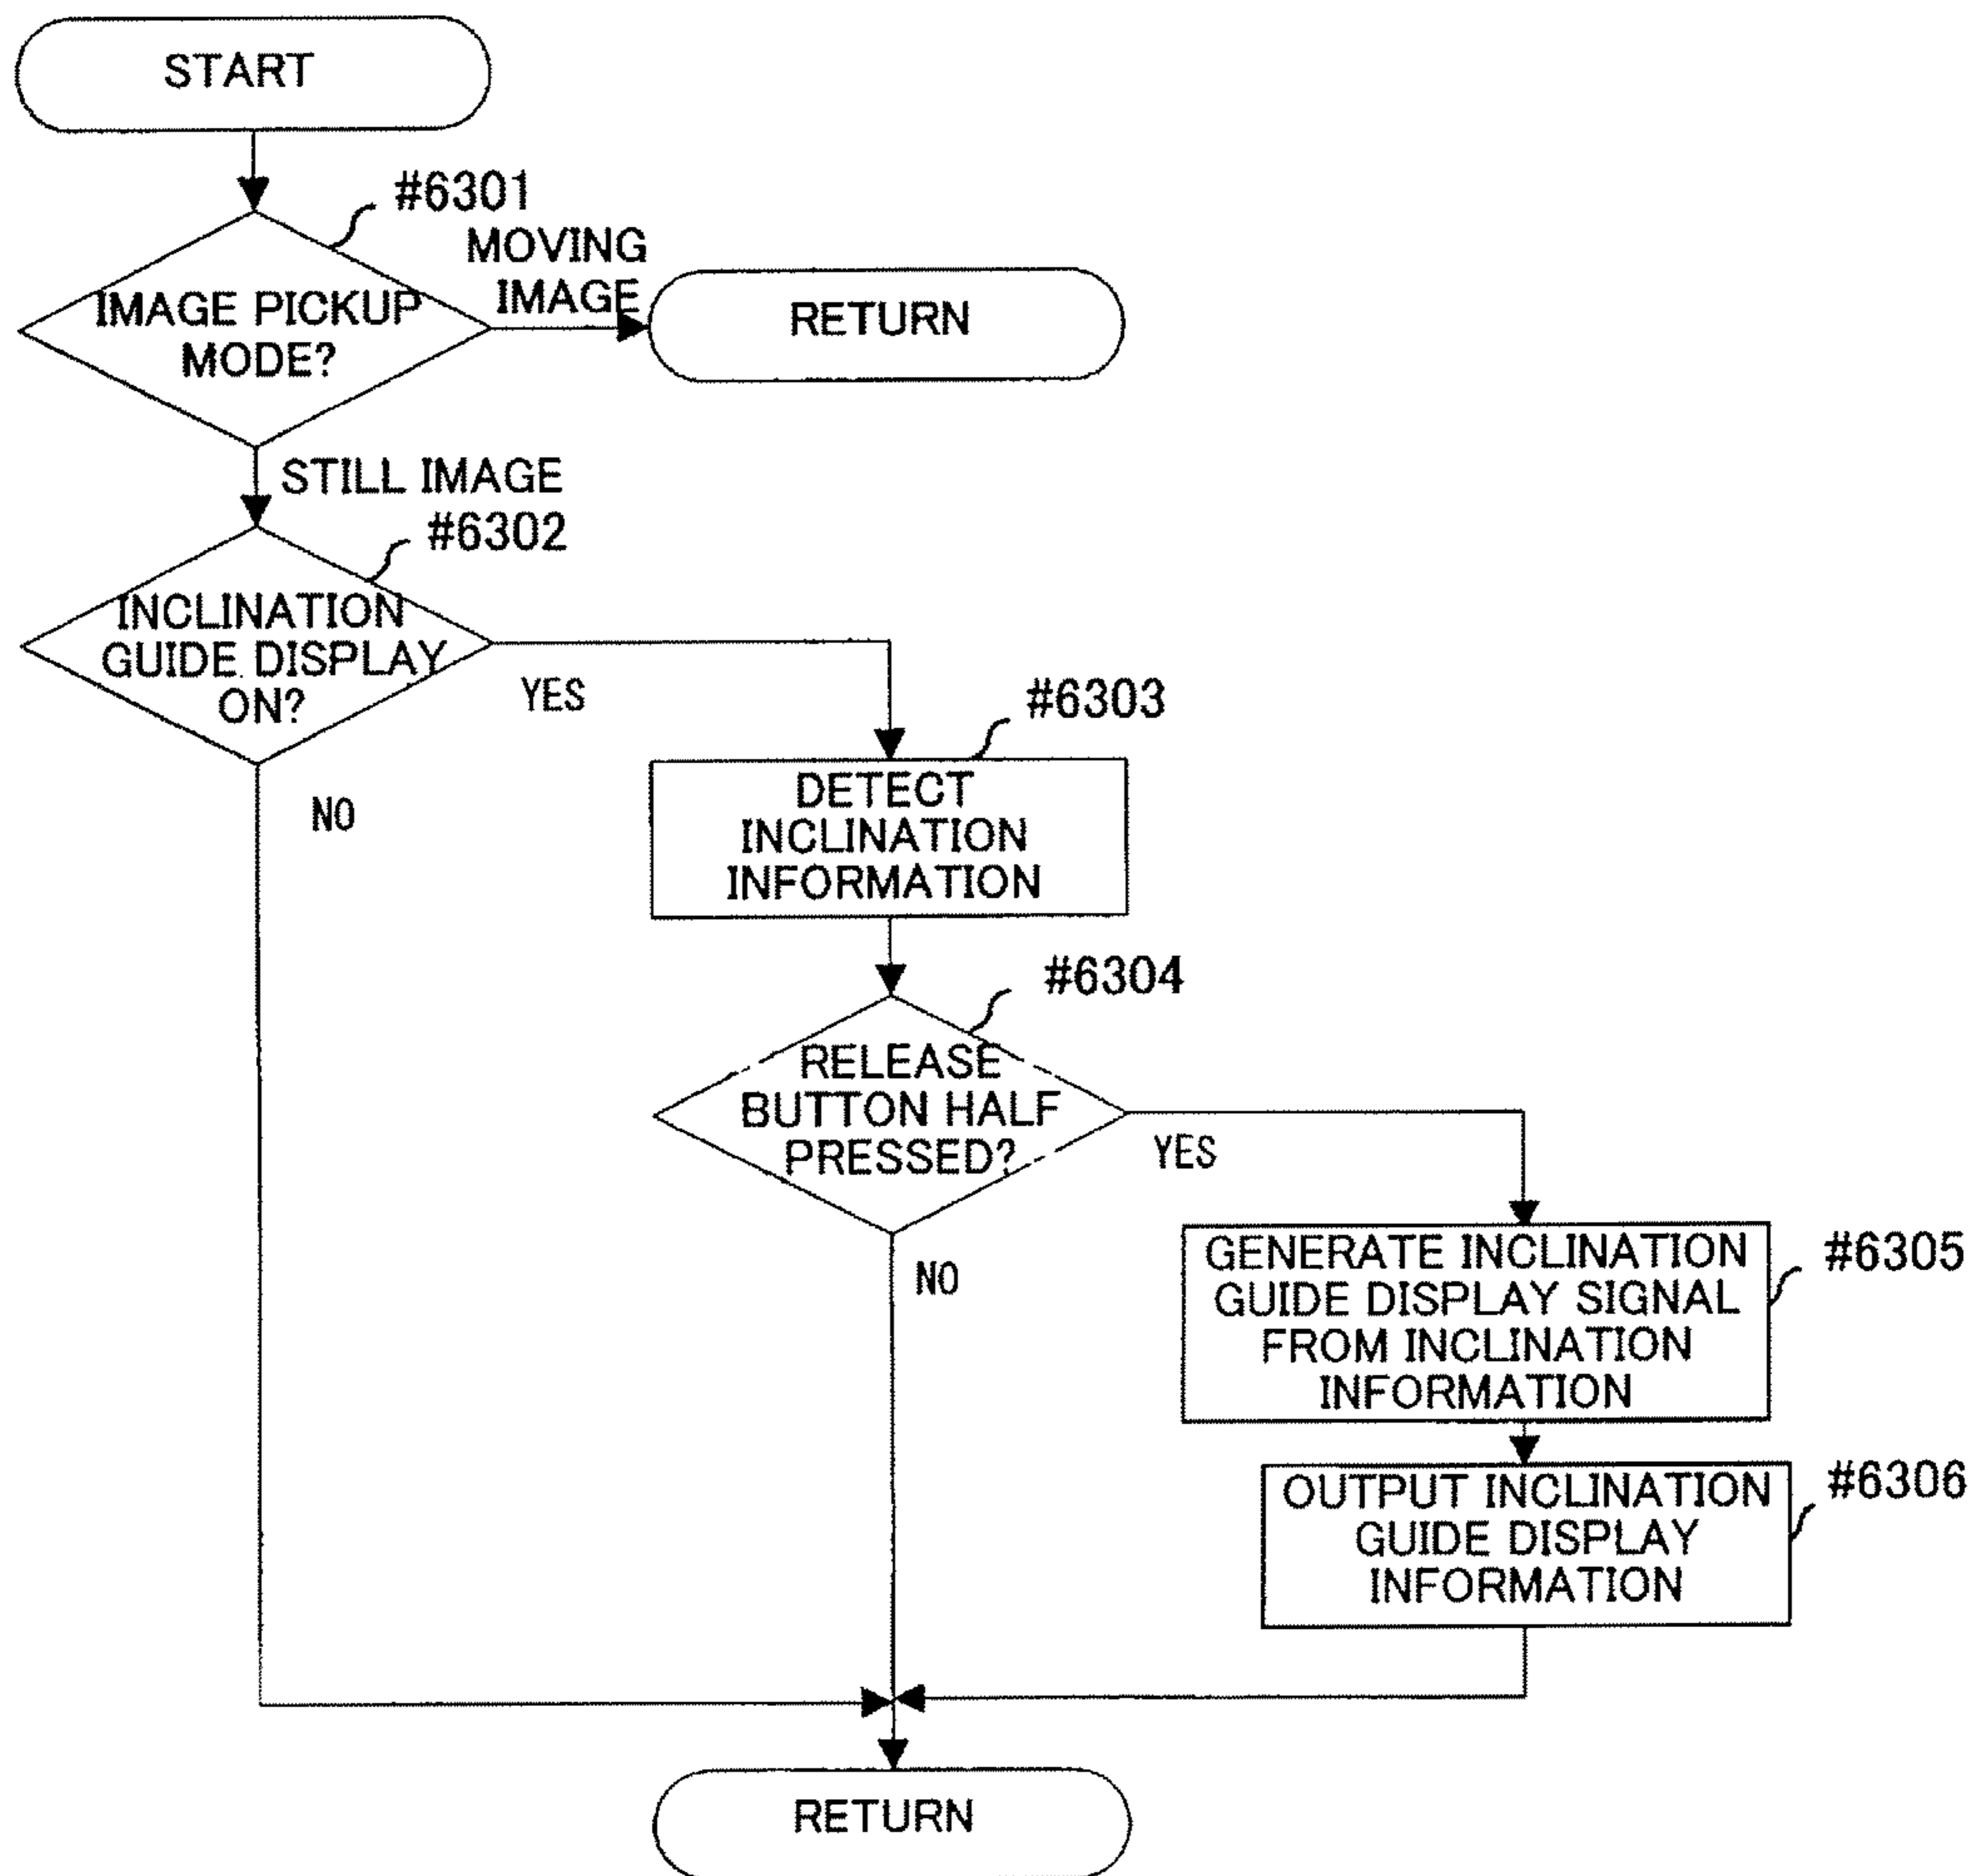 START
#6301
MOVING
IMAGE
IMAGE PICKUP
MODE?
RETURN
STILL IMAGE
#6302
INCLINATION
GUIDE DISPLAY
ON?
YES
NO
#6303
DETECT
INCLINATION
INFORMATION
#6304
RELEASE
BUTTON HALF
PRESSED?
YES
NO
GENERATE INCLINATION
GUIDE DISPLAY SIGNAL
FROM INCLINATION
INFORMATION
#6305
OUTPUT INCLINATION
GUIDE DISPLAY
INFORMATION
#6306
RETURN